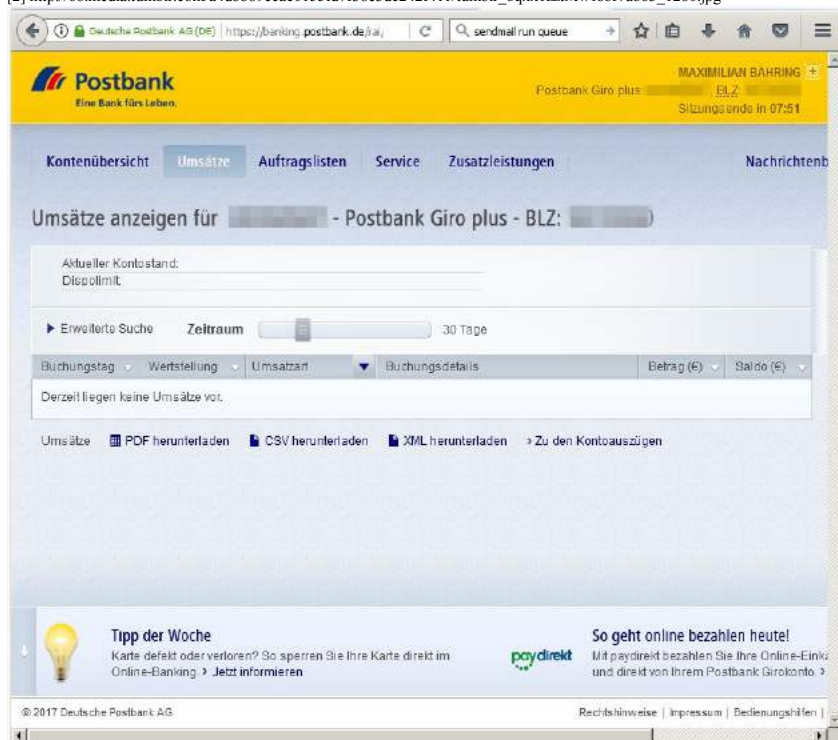 Deutsche Postbank AG (DE) https://banking.postbank.de/rai/ sendmail run queue
Postbank
Eine Bank fürs Leben.
MAXIMILIAN BÄHRING
Postbank Giro plus: BLZ:
Sitzungsende in 07:51
Kontenübersicht Umsätze Auftragslisten Service Zusatzleistungen Nachrichtenb
Umsätze anzeigen für - Postbank Giro plus - BLZ: )
Aktueller Kontostand:
Dispolimit:
Erweiterte Suche Zeitraum 30 Tage
Buchungstag Wertstellung Umsatzart Buchungsdetails Betrag (€) Saldo (€)
Derzeit liegen keine Umsätze vor.
Umsätze PDF herunterladen CSV herunterladen XML herunterladen › Zu den Kontoauszügen
Tipp der Woche
Karte defekt oder verloren? So sperren Sie Ihre Karte direkt im
Online-Banking. › Jetzt informieren
paydirekt
So geht online bezahlen heute!
Mit paydirekt bezahlen Sie Ihre Online-Einkä
und direkt von Ihrem Postbank Girokonto. ›
© 2017 Deutsche Postbank AG
Rechtshinweise | Impressum | Bedienungshilfen |